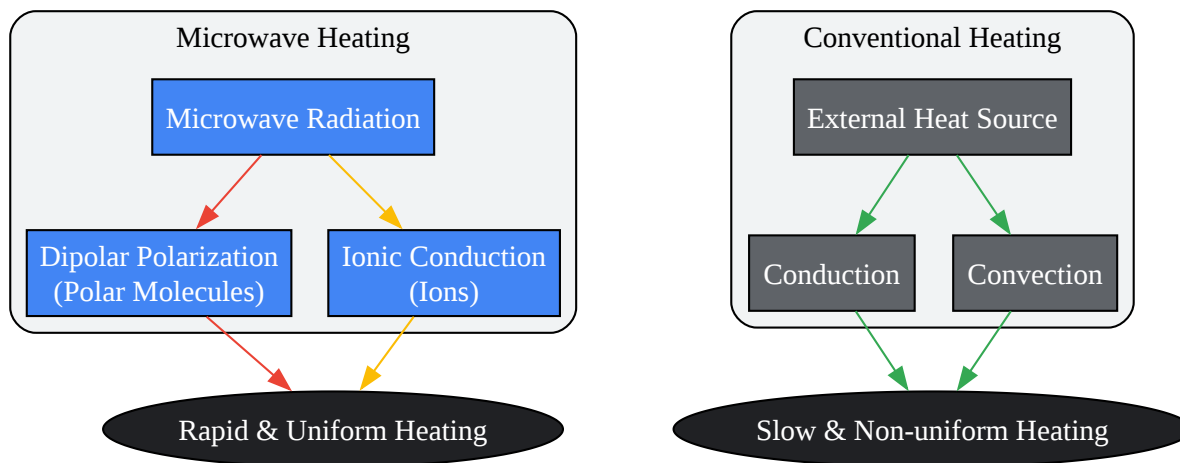 Microwave Heating
Microwave Radiation
Dipolar Polarization
(Polar Molecules)
Ionic Conduction
(Ions)
Rapid & Uniform Heating
Conventional Heating
External Heat Source
Conduction
Convection
Slow & Non-uniform Heating